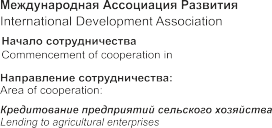 Международная Ассоциация Развития
International Development Association
Начало сотрудничества
Commencement of cooperation in
Направление сотрудничества:
Area of cooperation:
Кредитование предприятий сельского хозяйства
Lending to agricultural enterprises